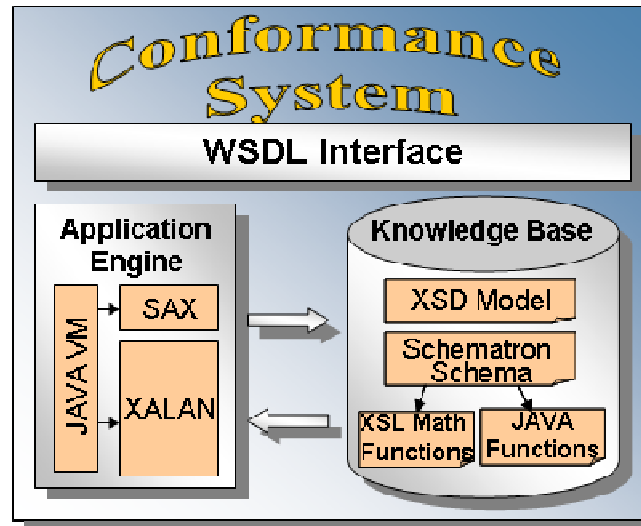 Conformance
System
WSDL Interface
Application
Engine
JAVA VM
SAX
XALAN
Knowledge Base
XSD Model
Schematron
Schema
XSL Math
Functions
JAVA
Functions